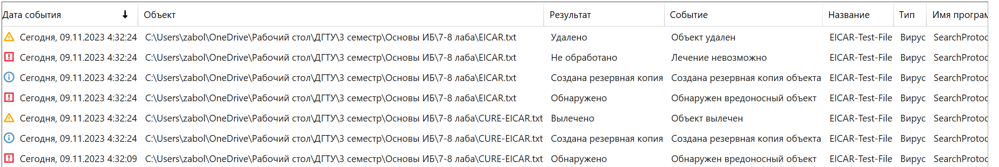 Дата события ↓ Объект Результат Событие Название Тип Имя програм
Сегодня, 09.11.2023 4:32:24 C:\Users\zabol\OneDrive\Рабочий стол\ДГТУ\3 семестр\Основы ИБ\7-8 лаба\EICAR.txt Удалено Объект удален EICAR-Test-File Вирус SearchProtoc
Сегодня, 09.11.2023 4:32:24 C:\Users\zabol\OneDrive\Рабочий стол\ДГТУ\3 семестр\Основы ИБ\7-8 лаба\EICAR.txt Не обработано Лечение невозможно EICAR-Test-File Вирус SearchProtoc
Сегодня, 09.11.2023 4:32:24 C:\Users\zabol\OneDrive\Рабочий стол\ДГТУ\3 семестр\Основы ИБ\7-8 лаба\EICAR.txt Создана резервная копия Создана резервная копия объекта EICAR-Test-File Вирус SearchProtoc
Сегодня, 09.11.2023 4:32:24 C:\Users\zabol\OneDrive\Рабочий стол\ДГТУ\3 семестр\Основы ИБ\7-8 лаба\EICAR.txt Обнаружено Обнаружен вредоносный объект EICAR-Test-File Вирус SearchProtoc
Сегодня, 09.11.2023 4:32:24 C:\Users\zabol\OneDrive\Рабочий стол\ДГТУ\3 семестр\Основы ИБ\7-8 лаба\CURE-EICAR.txt Вылечено Объект вылечен EICAR-Test-File Вирус SearchProtoc
Сегодня, 09.11.2023 4:32:24 C:\Users\zabol\OneDrive\Рабочий стол\ДГТУ\3 семестр\Основы ИБ\7-8 лаба\CURE-EICAR.txt Создана резервная копия Создана резервная копия объекта EICAR-Test-File Вирус SearchProtoc
Сегодня, 09.11.2023 4:32:09 C:\Users\zabol\OneDrive\Рабочий стол\ДГТУ\3 семестр\Основы ИБ\7-8 лаба\CURE-EICAR.txt Обнаружено Обнаружен вредоносный объект EICAR-Test-File Вирус SearchProtoc